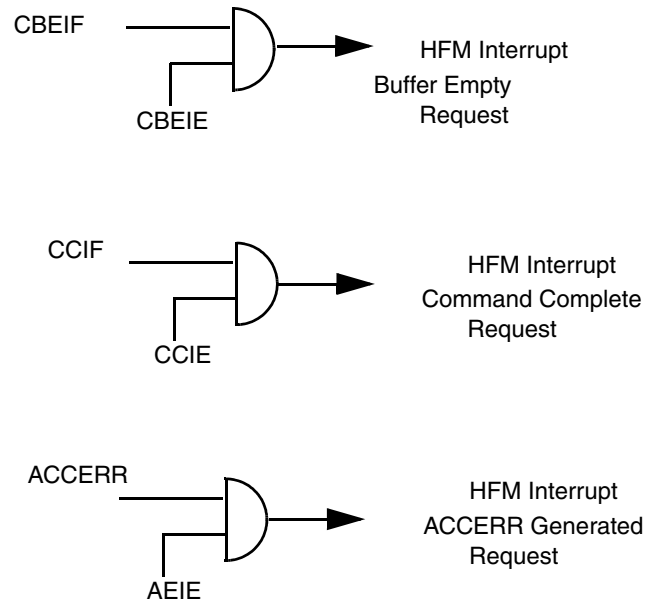 CBEIF
CBEIE
HFM Interrupt
Buffer Empty
Request
CCIF
CCIE
HFM Interrupt
Command Complete
Request
ACCERR
AEIE
HFM Interrupt
ACCERR Generated
Request